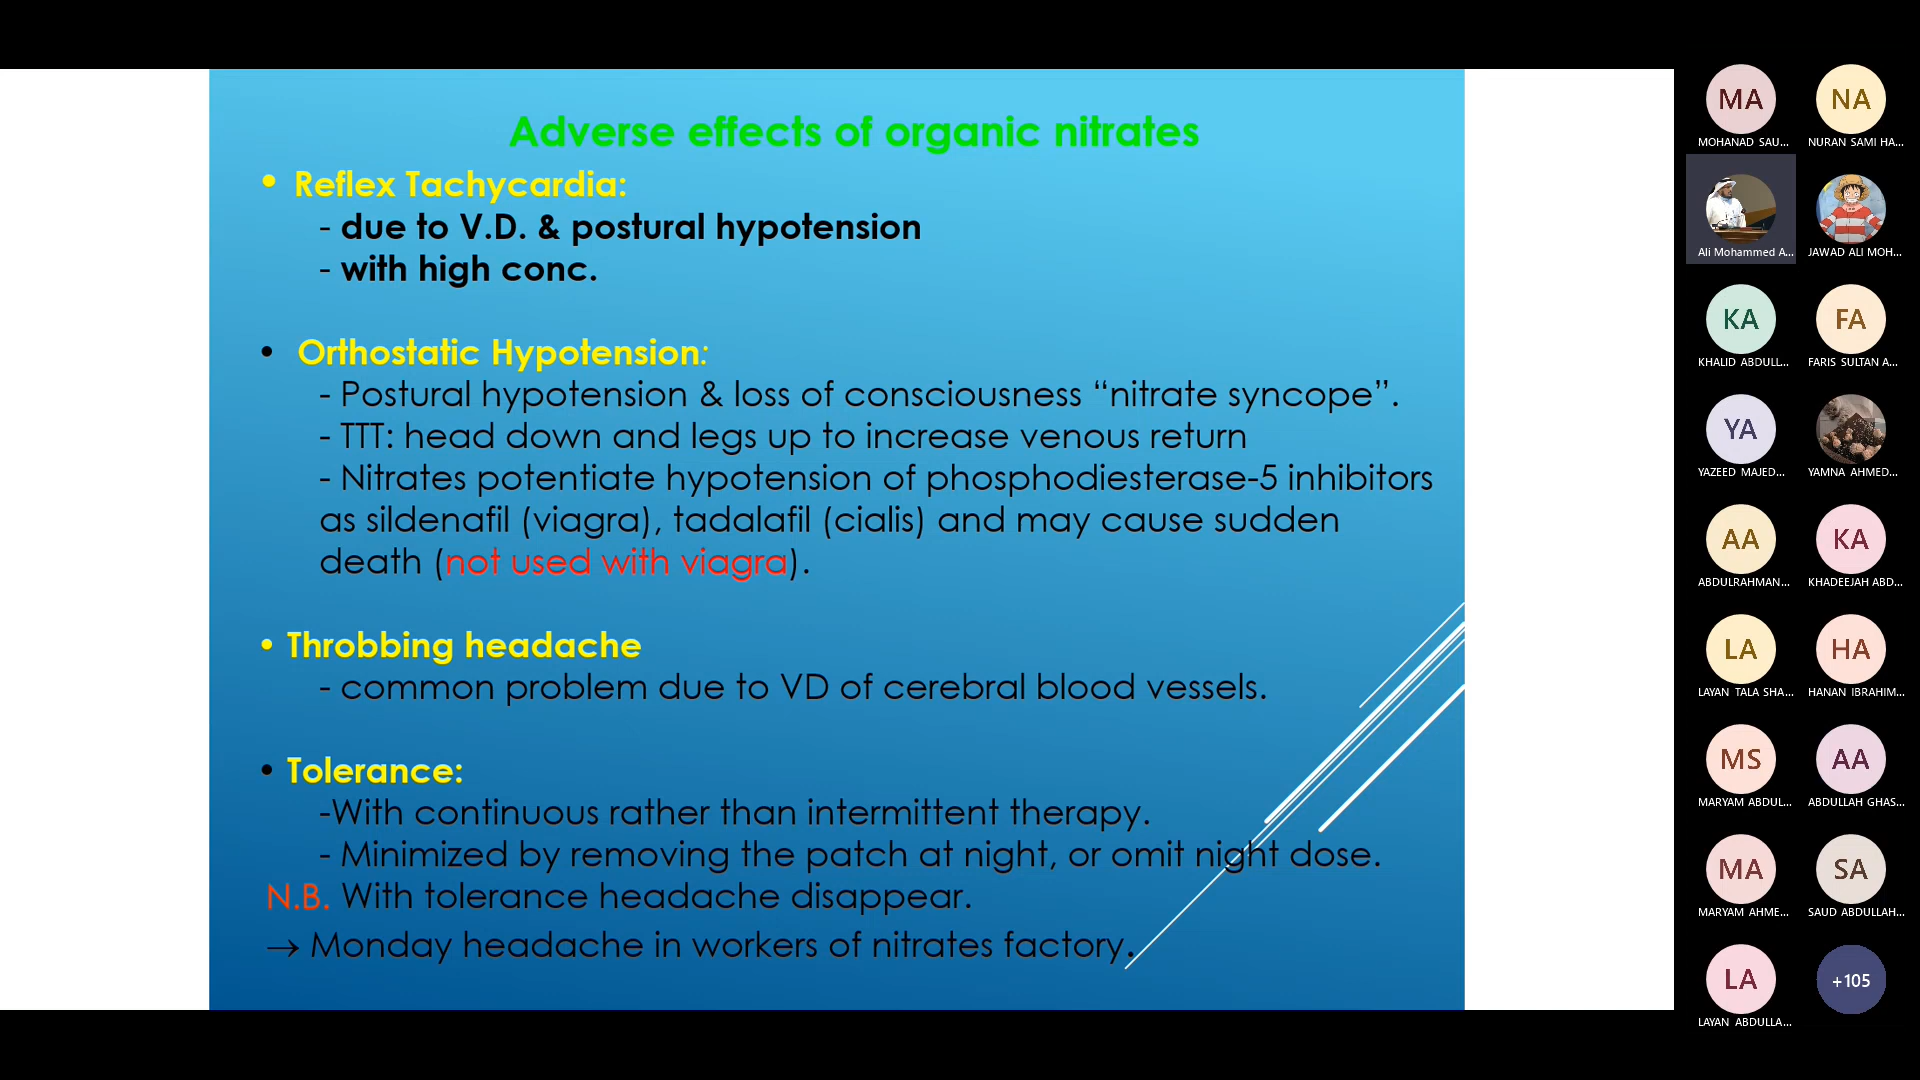 Adverse effects of organic nitrates
• Reflex Tachycardia:
- due to V.D. & postural hypotension
- with high conc.
• Orthostatic Hypotension:
- Postural hypotension & loss of consciousness “nitrate syncope”.
- TTT: head down and legs up to increase venous return
- Nitrates potentiate hypotension of phosphodiesterase-5 inhibitors
as sildenafil (viagra), tadalafil (cialis) and may cause sudden
death (not used with viagra).
• Throbbing headache
- common problem due to VD of cerebral blood vessels.
• Tolerance:
-With continuous rather than intermittent therapy.
- Minimized by removing the patch at night, or omit night dose.
N.B. With tolerance headache disappear.
→ Monday headache in workers of nitrates factory.
MA
MOHANAD SAU...
NA
NURAN SAMI HA...
Ali Mohammed A...
JAWAD ALI MOH...
KA
KHALID ABDULL...
FA
FARIS SULTAN A...
YA
YAZEED MAJED...
YAMNA AHMED...
AA
ABDULRAHMAN...
KA
KHADEEJAH ABD...
LA
LAYAN TALA SHA...
HA
HANAN IBRAHIM...
MS
MARYAM ABDUL...
AA
ABDULLAH GHAS...
MA
MARYAM AHME...
SA
SAUD ABDULLAH...
LA
LAYAN ABDULLA...
+105